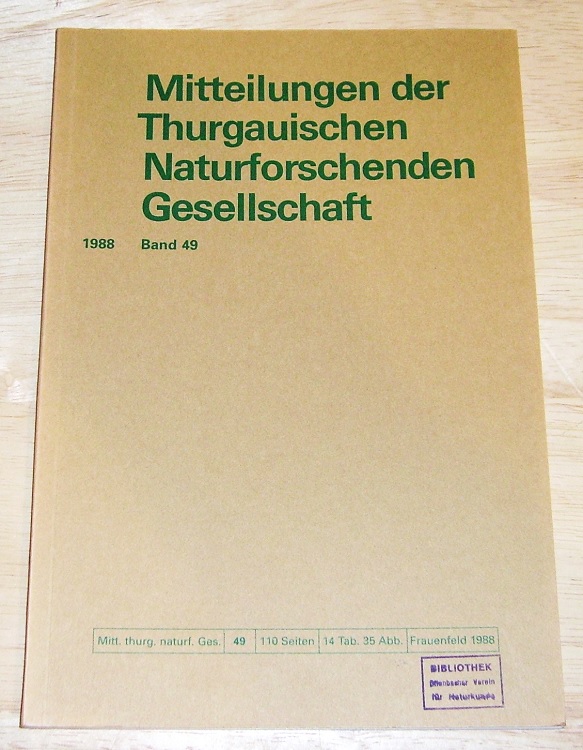 Mitteilungen der
Thurgauischen
Naturforschenden
Gesellschaft
1988 Band 49
Mitt. thurg. naturf. Ges. 49 110 Seiten 14 Tab. 35 Abb. Frauenfeld 1988
BIBLIOTHEK
Offenbacher Verein
für Naturkunde